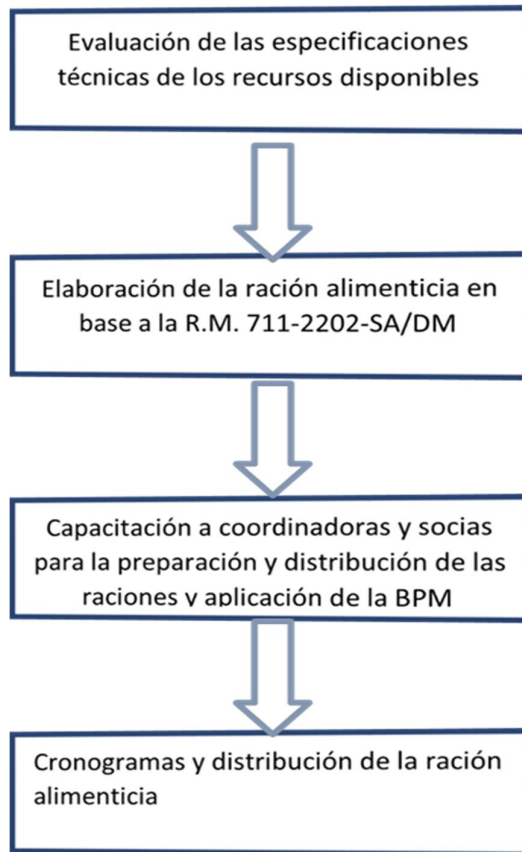 Evaluación de las especificaciones
técnicas de los recursos disponibles
Elaboración de la ración alimenticia en
base a la R.M. 711-2202-SA/DM
Capacitación a coordinadoras y socias
para la preparación y distribución de las
raciones y aplicación de la BPM
Cronogramas y distribución de la ración
alimenticia